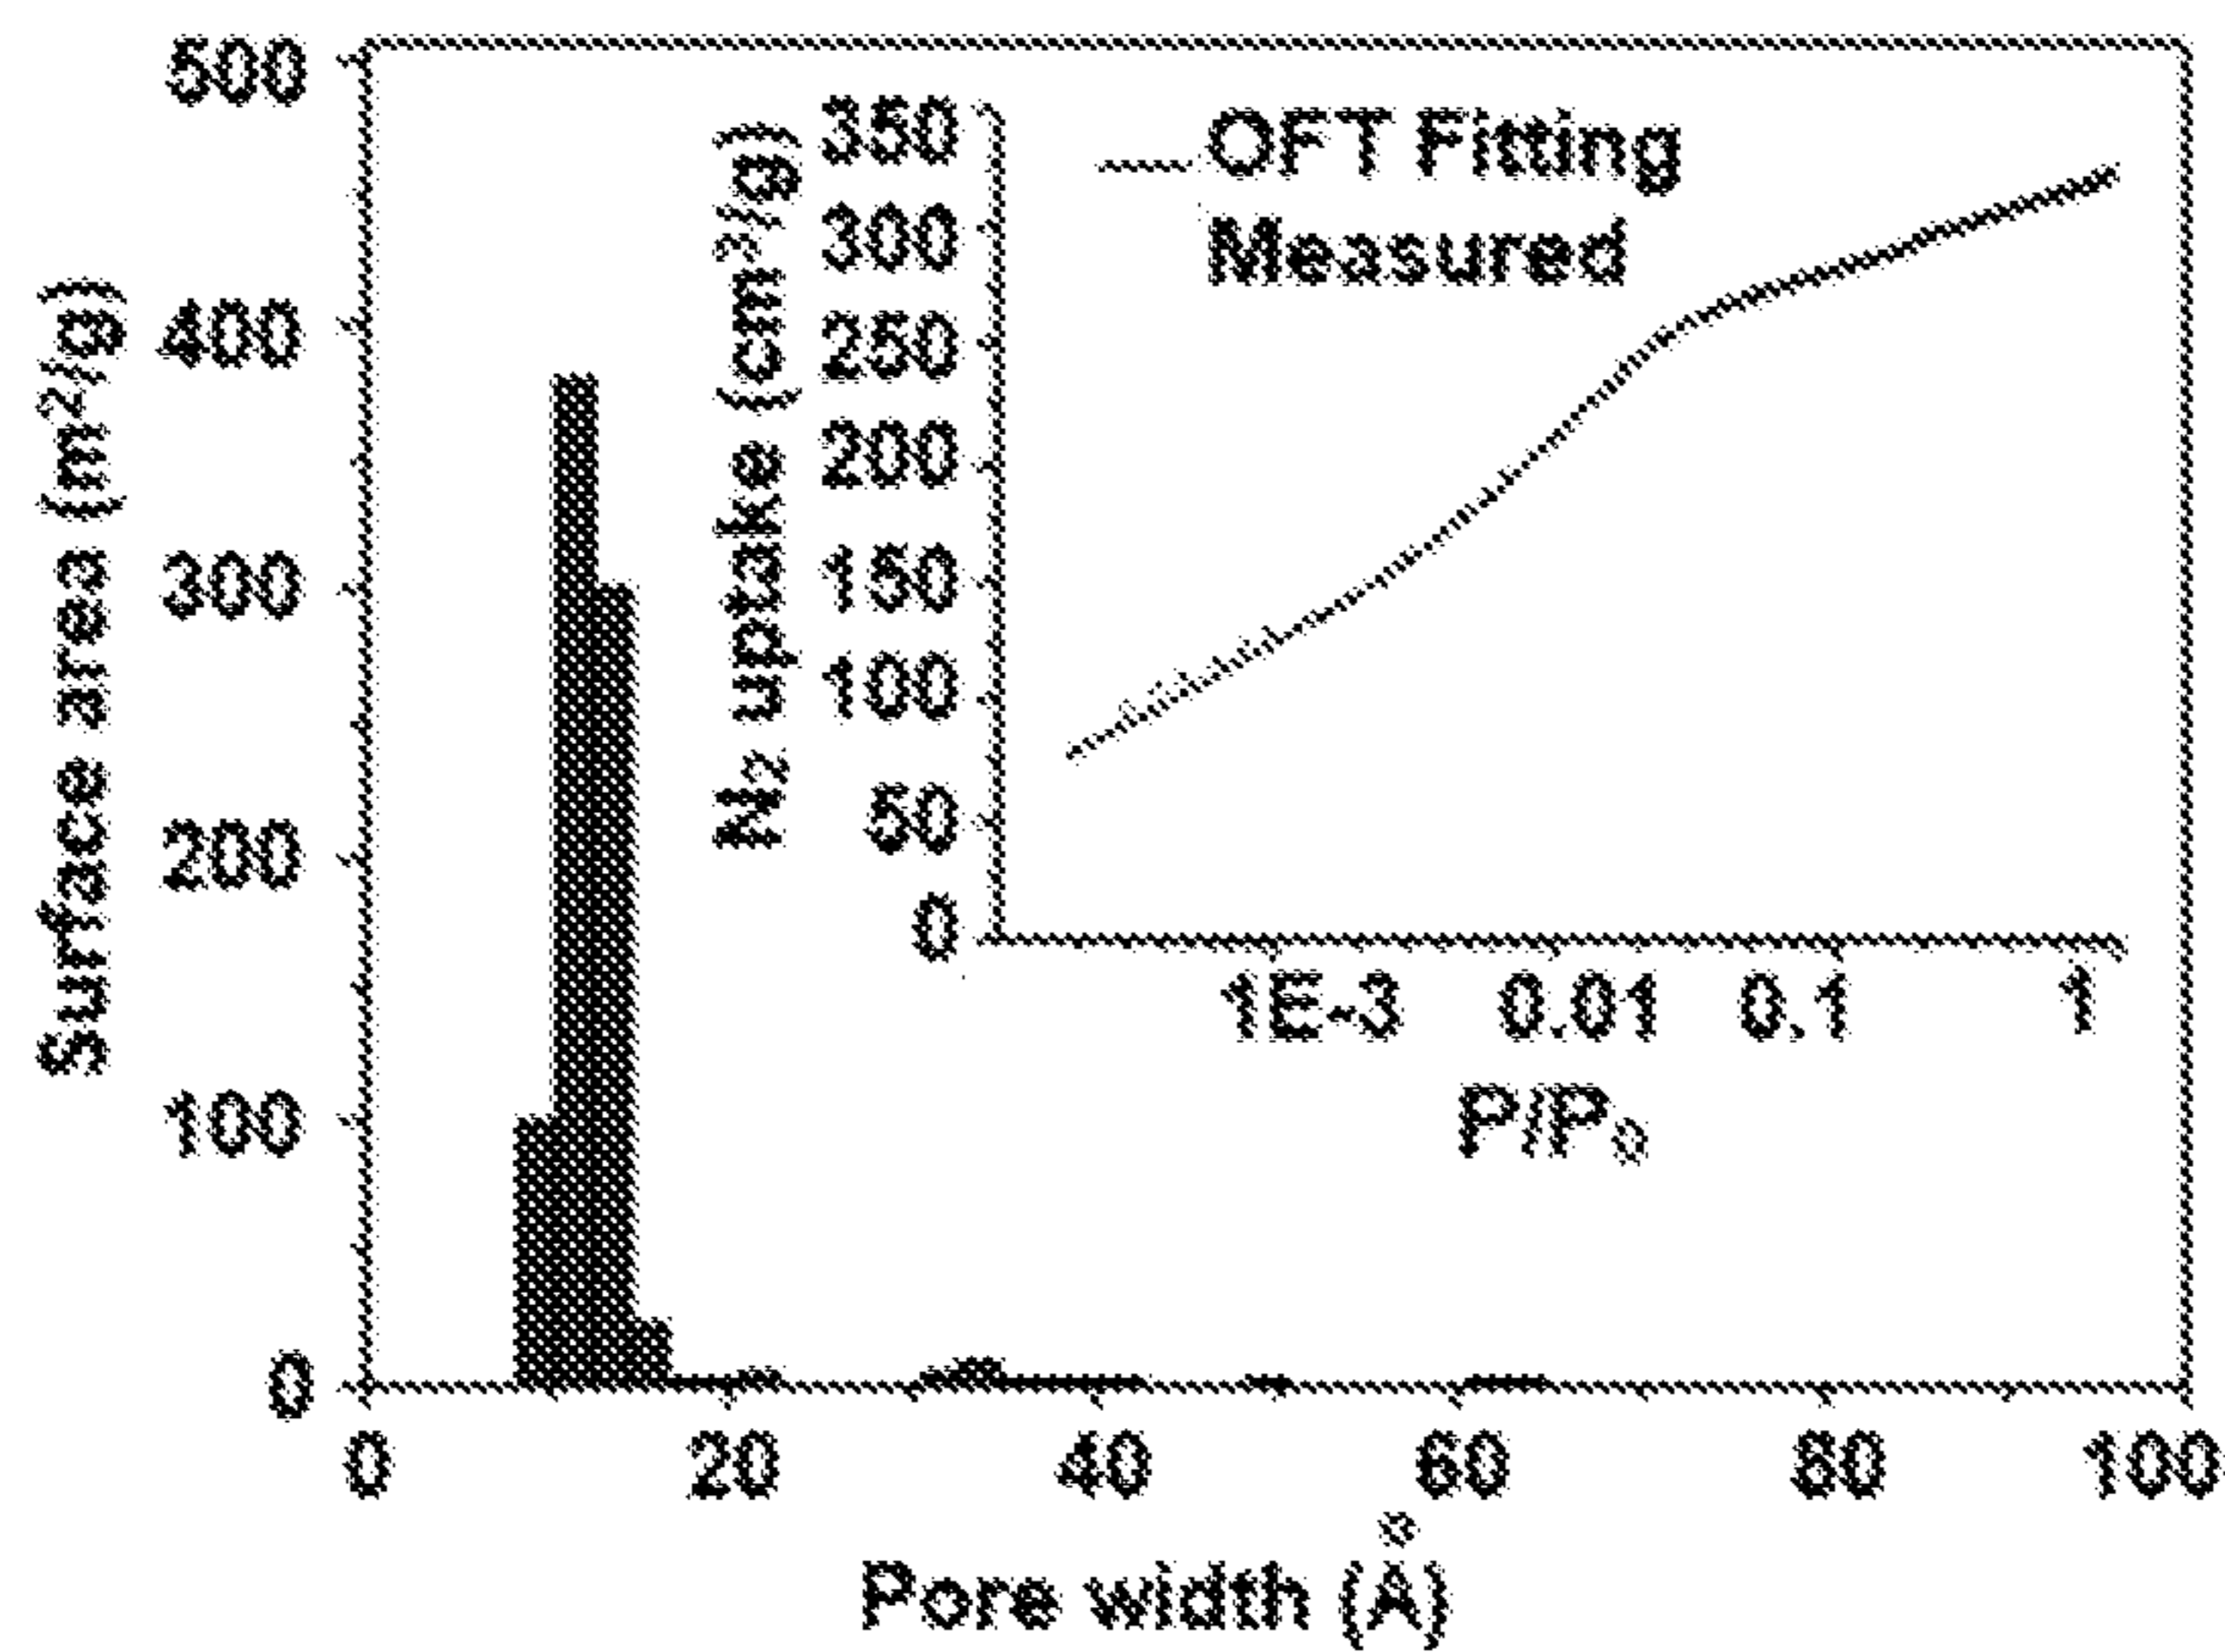 Surface area (m²/g)
500
400
300
200
100
0
N₂ uptake (cm³/g)
350
300
250
200
150
100
50
0
OFT Fitting
Measured
1E-3 0.01 0.1 1
P/P₀
0 20 40 60 80 100
Pore width (Å)